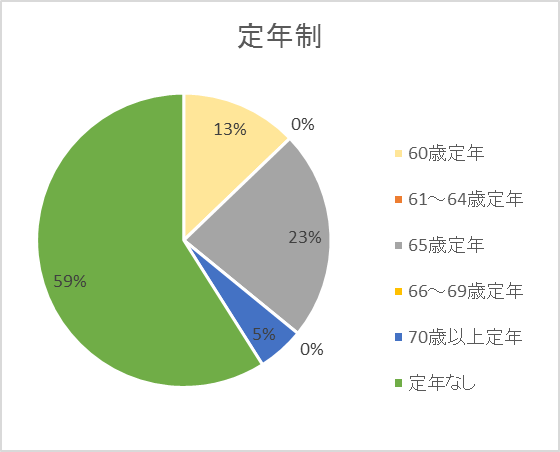 定年制
13%
0%
23%
0%
5%
59%
60歳定年
61～64歳定年
65歳定年
66～69歳定年
70歳以上定年
定年なし